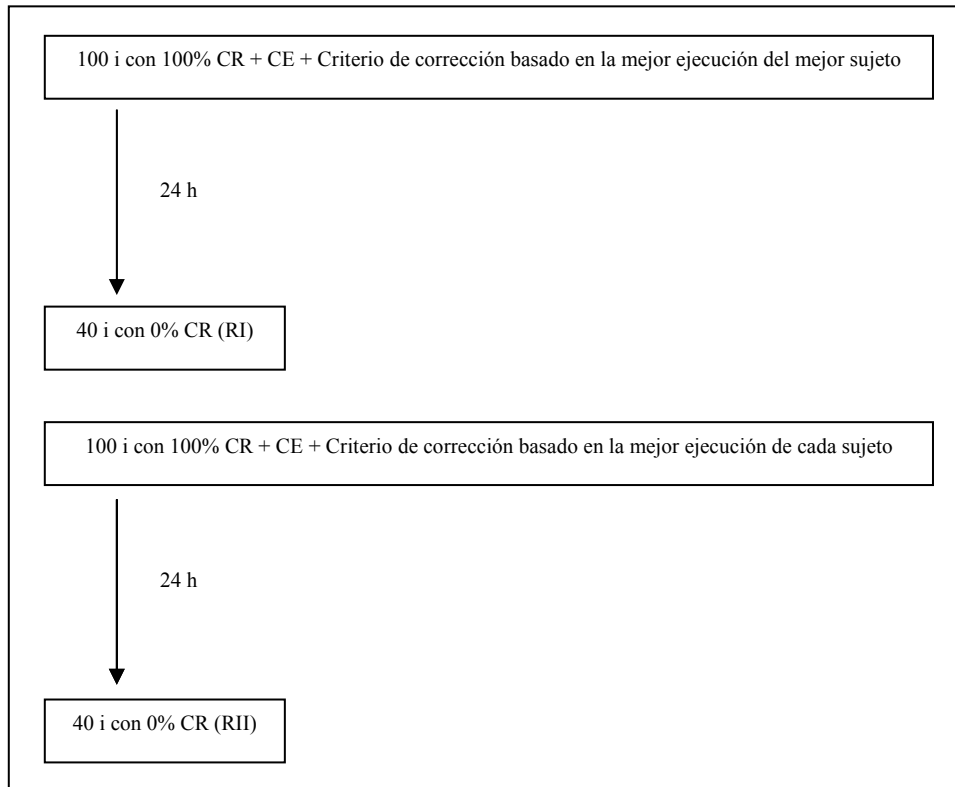 100 i con 100% CR + CE + Criterio de corrección basado en la mejor ejecución del mejor sujeto
24 h
40 i con 0% CR (RI)
100 i con 100% CR + CE + Criterio de corrección basado en la mejor ejecución de cada sujeto
24 h
40 i con 0% CR (RII)